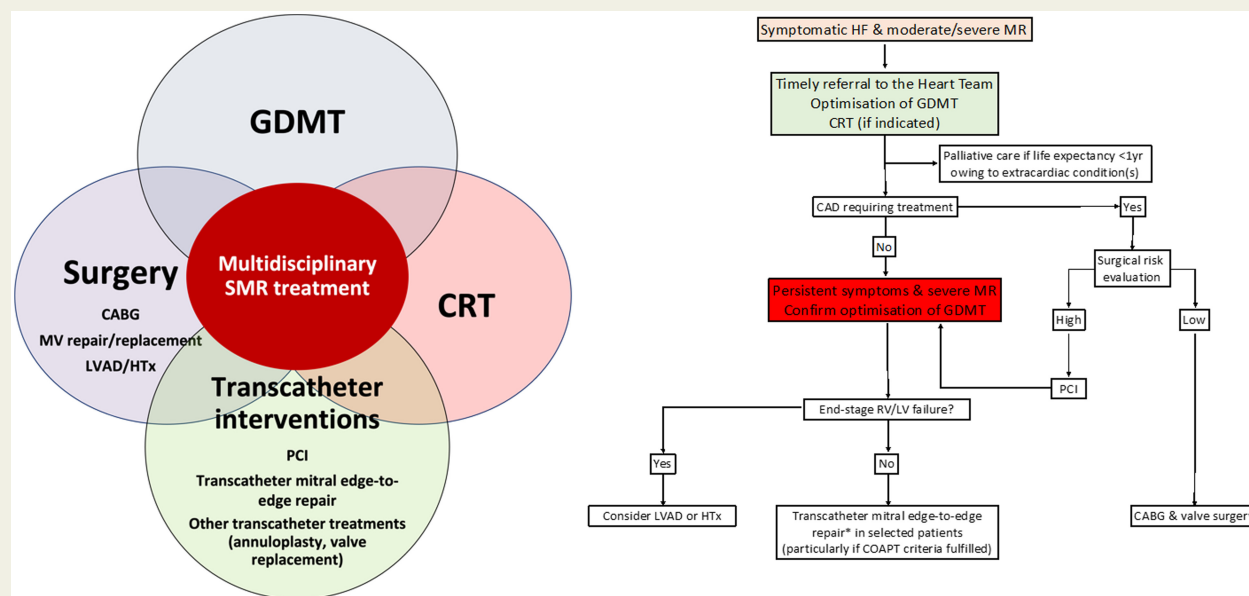 GDMT
Surgery
CABG
MV repair/replacement
LVAD/HTx
Multidisciplinary
SMR treatment
CRT
Transcatheter
interventions
PCI
Transcatheter mitral edge-to-
edge repair
Other transcatheter treatments
(annuloplasty, valve
replacement)
Symptomatic HF & moderate/severe MR
Timely referral to the Heart Team
Optimisation of GDMT
CRT (if indicated)
Palliative care if life expectancy <1yr
owing to extracardiac condition(s)
CAD requiring treatment
Yes
No
Surgical risk
evaluation
Persistent symptoms & severe MR
Confirm optimisation of GDMT
High
Low
PCI
End-stage RV/LV failure?
Yes
No
Consider LVAD or HTx
Transcatheter mitral edge-to-edge
repair* in selected patients
(particularly if COAPT criteria fulfilled)
CABG & valve surgery